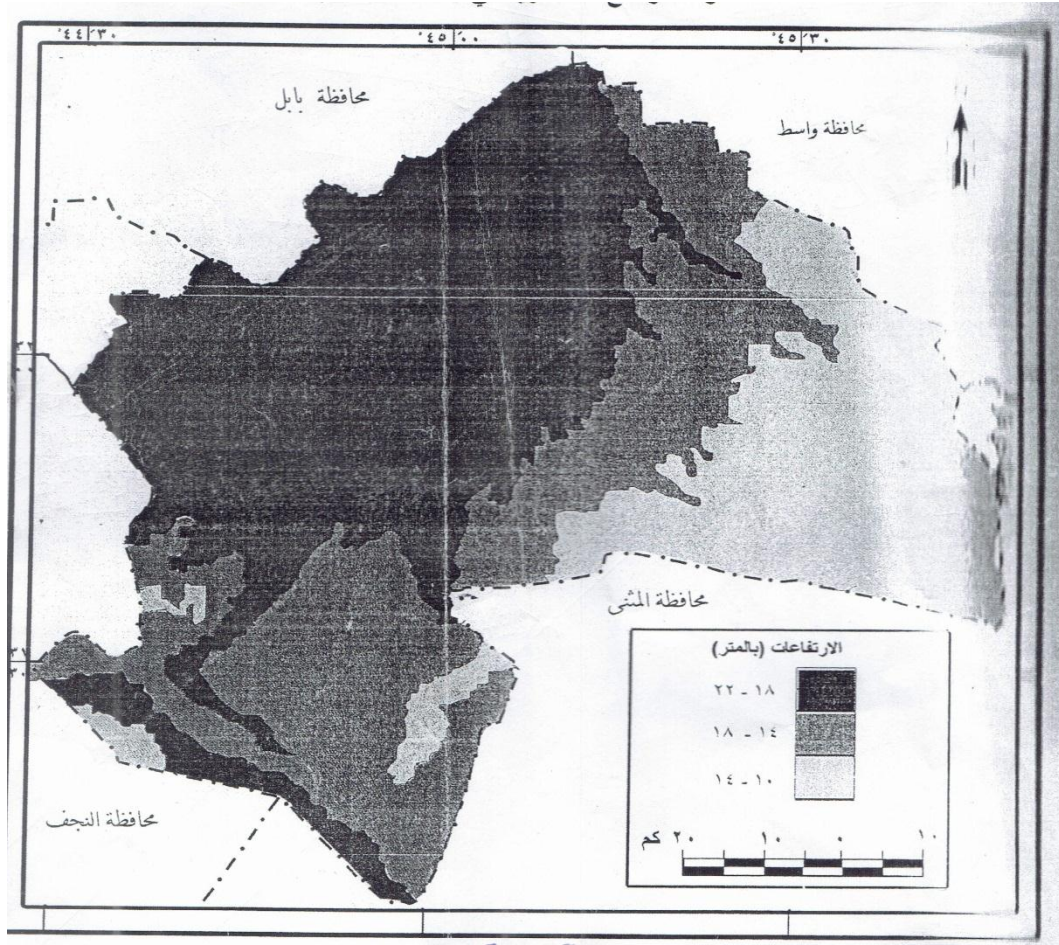 ٤٤ ٣٠'
٤٥ ٠٠'
٤٥ ٣٠'
محافظة بابل
محافظة واسط
محافظة المثنى
محافظة النجف
الارتفاعات (بالمتر)
١٨ - ٢٢
١٤ - ١٨
١٠ - ١٤
١٠ ٠ ١٠ ٢٠ كم